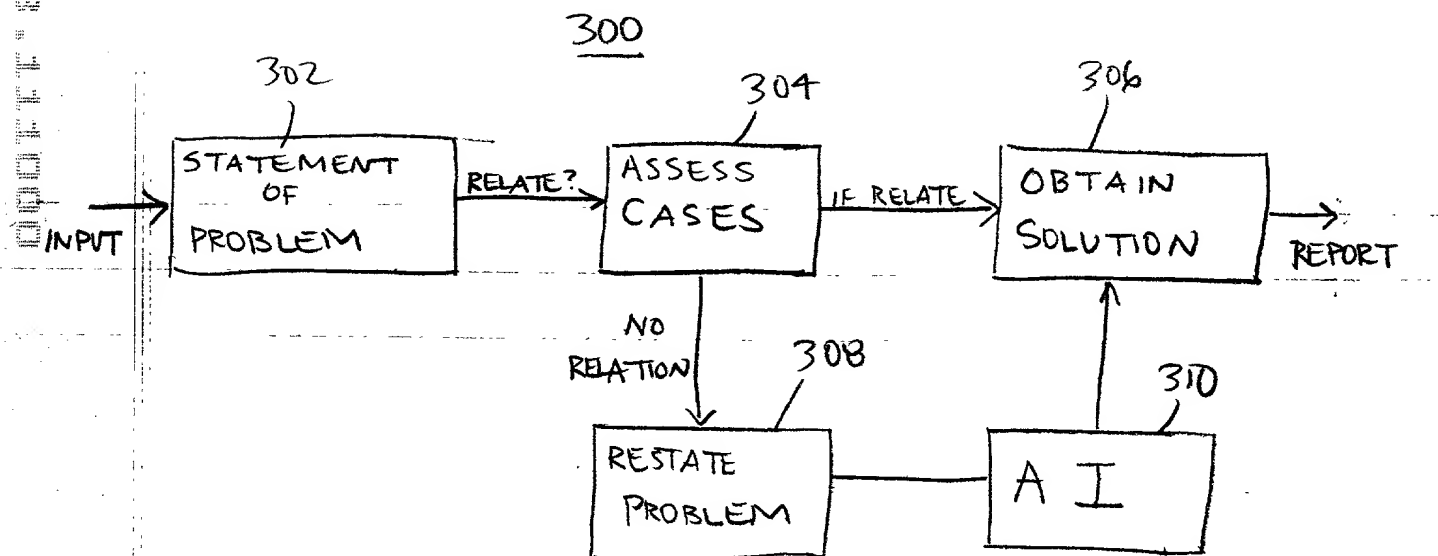 300
302
304
306
STATEMENT
OF
PROBLEM
RELATE?
ASSESS
CASES
IF RELATE
OBTAIN
SOLUTION
INPUT
REPORT
NO
RELATION
308
310
RESTATE
PROBLEM
AI